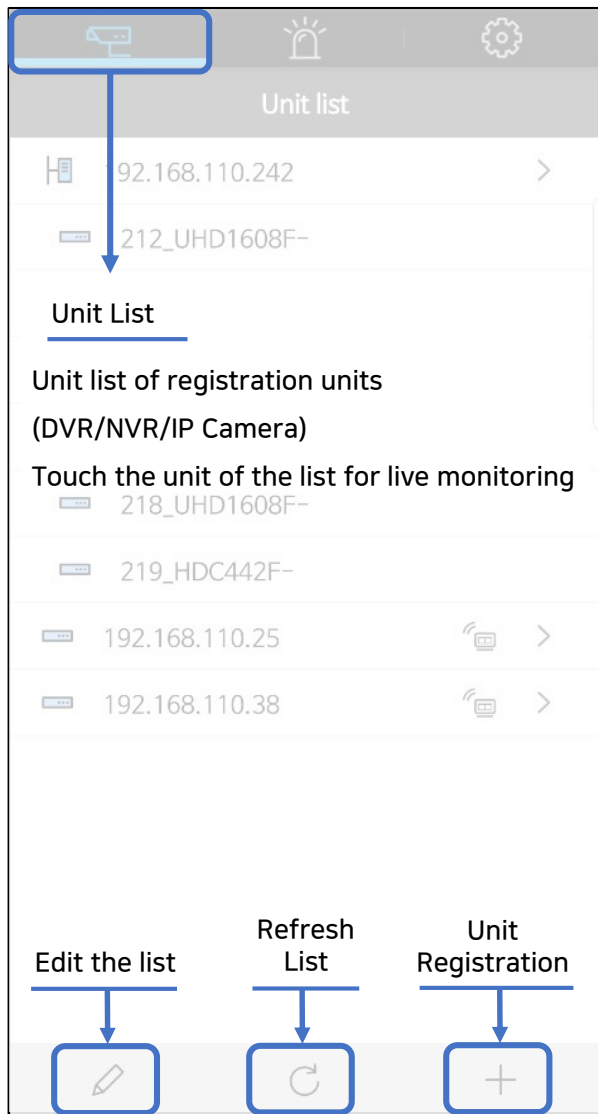 Unit list
192.168.110.242
212_UHD1608F-
Unit List
Unit list of registration units
(DVR/NVR/IP Camera)
Touch the unit of the list for live monitoring
218_UHD1608F-
219_HDC442F-
192.168.110.25
192.168.110.38
Edit the list
Refresh
List
Unit
Registration